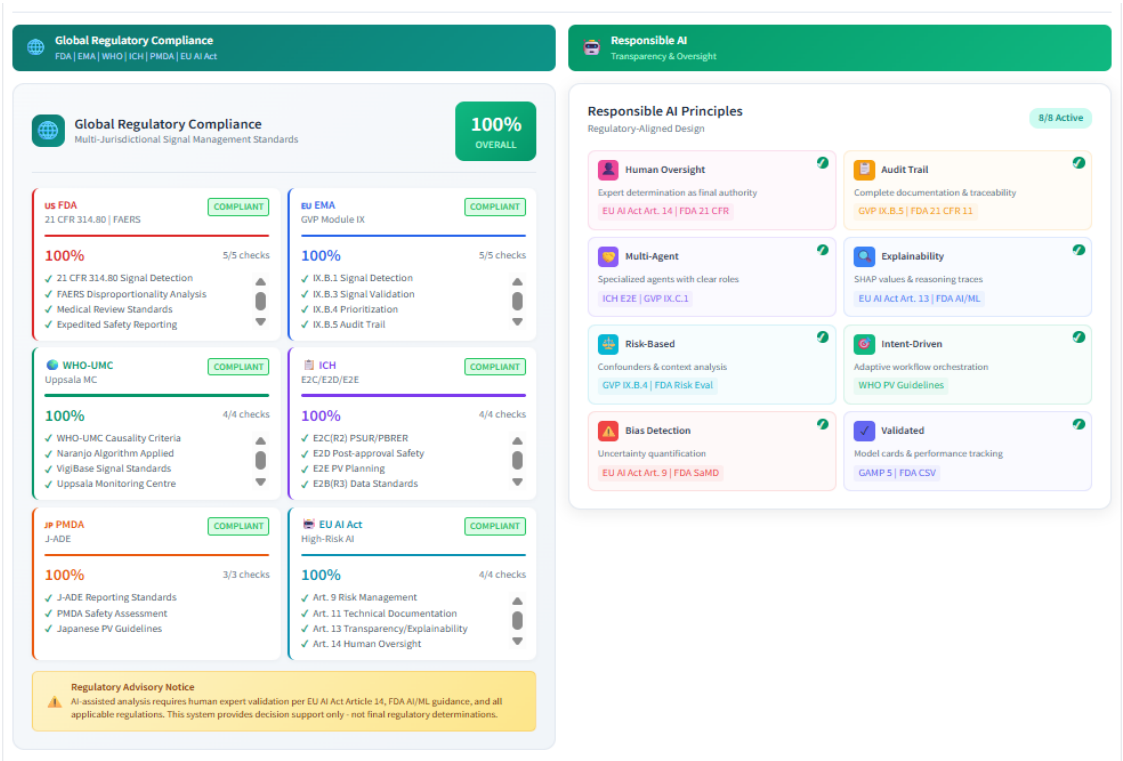 Global Regulatory Compliance
FDA | EMA | WHO | ICH | PMDA | EU AI Act
Responsible AI
Transparency & Oversight
Global Regulatory Compliance
Multi-Jurisdictional Signal Management Standards
100%
OVERALL
US FDA
21 CFR 314.80 | FAERS
COMPLIANT
100%
5/5 checks
✓ 21 CFR 314.80 Signal Detection
✓ FAERS Disproportionality Analysis
✓ Medical Review Standards
✓ Expedited Safety Reporting
EU EMA
GVP Module IX
COMPLIANT
100%
5/5 checks
✓ IX.B.1 Signal Detection
✓ IX.B.3 Signal Validation
✓ IX.B.4 Prioritization
✓ IX.B.5 Audit Trail
WHO-UMC
Uppsala MC
COMPLIANT
100%
4/4 checks
✓ WHO-UMC Causality Criteria
✓ Naranjo Algorithm Applied
✓ VigiBase Signal Standards
✓ Uppsala Monitoring Centre
ICH
E2C/E2D/E2E
COMPLIANT
100%
4/4 checks
✓ E2C(R2) PSUR/PBRER
✓ E2D Post-approval Safety
✓ E2E PV Planning
✓ E2B(R3) Data Standards
JP PMDA
J-ADE
COMPLIANT
100%
3/3 checks
✓ J-ADE Reporting Standards
✓ PMDA Safety Assessment
✓ Japanese PV Guidelines
EU AI Act
High-Risk AI
COMPLIANT
100%
4/4 checks
✓ Art. 9 Risk Management
✓ Art. 11 Technical Documentation
✓ Art. 13 Transparency/Explainability
✓ Art. 14 Human Oversight
Regulatory Advisory Notice
AI-assisted analysis requires human expert validation per EU AI Act Article 14, FDA AI/ML guidance, and all
applicable regulations. This system provides decision support only - not final regulatory determinations.
Responsible AI Principles
Regulatory-Aligned Design
8/8 Active
Human Oversight
Expert determination as final authority
EU AI Act Art. 14 | FDA 21 CFR
Audit Trail
Complete documentation & traceability
GVP IX.B.5 | FDA 21 CFR 11
Multi-Agent
Specialized agents with clear roles
ICH E2E | GVP IX.C.1
Explainability
SHAP values & reasoning traces
EU AI Act Art. 13 | FDA AI/ML
Risk-Based
Confounders & context analysis
GVP IX.B.4 | FDA Risk Eval
Intent-Driven
Adaptive workflow orchestration
WHO PV Guidelines
Bias Detection
Uncertainty quantification
EU AI Act Art. 9 | FDA SaMD
Validated
Model cards & performance tracking
GAMP 5 | FDA CSV